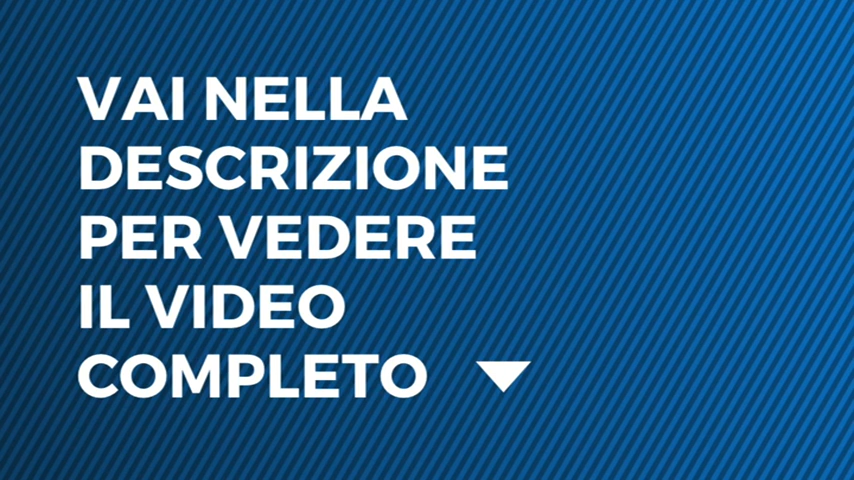 VAI NELLA
DESCRIZIONE
PER VEDERE
IL VIDEO
COMPLETO